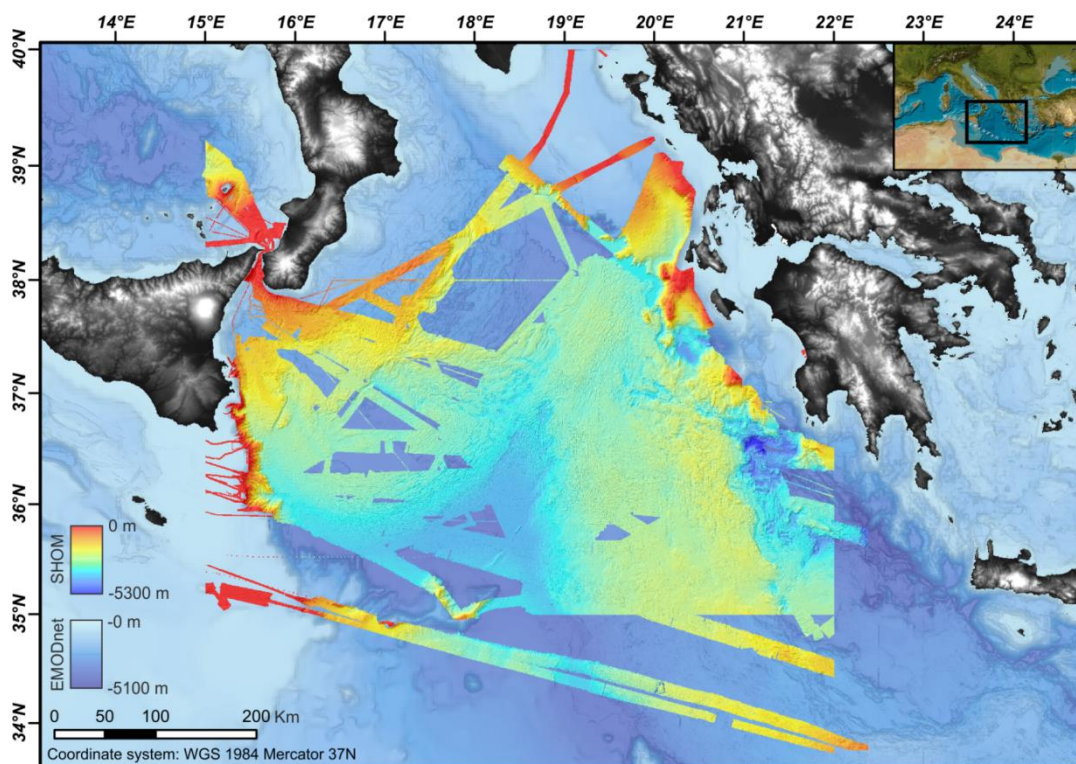 14°E 15°E 16°E 17°E 18°E 19°E 20°E 21°E 22°E 23°E 24°E
40°N
39°N
38°N
37°N
36°N
35°N
34°N
SHOM
0 m
-5300 m
EMODnet
-0 m
-5100 m
0 50 100 200 Km
Coordinate system: WGS 1984 Mercator 37N